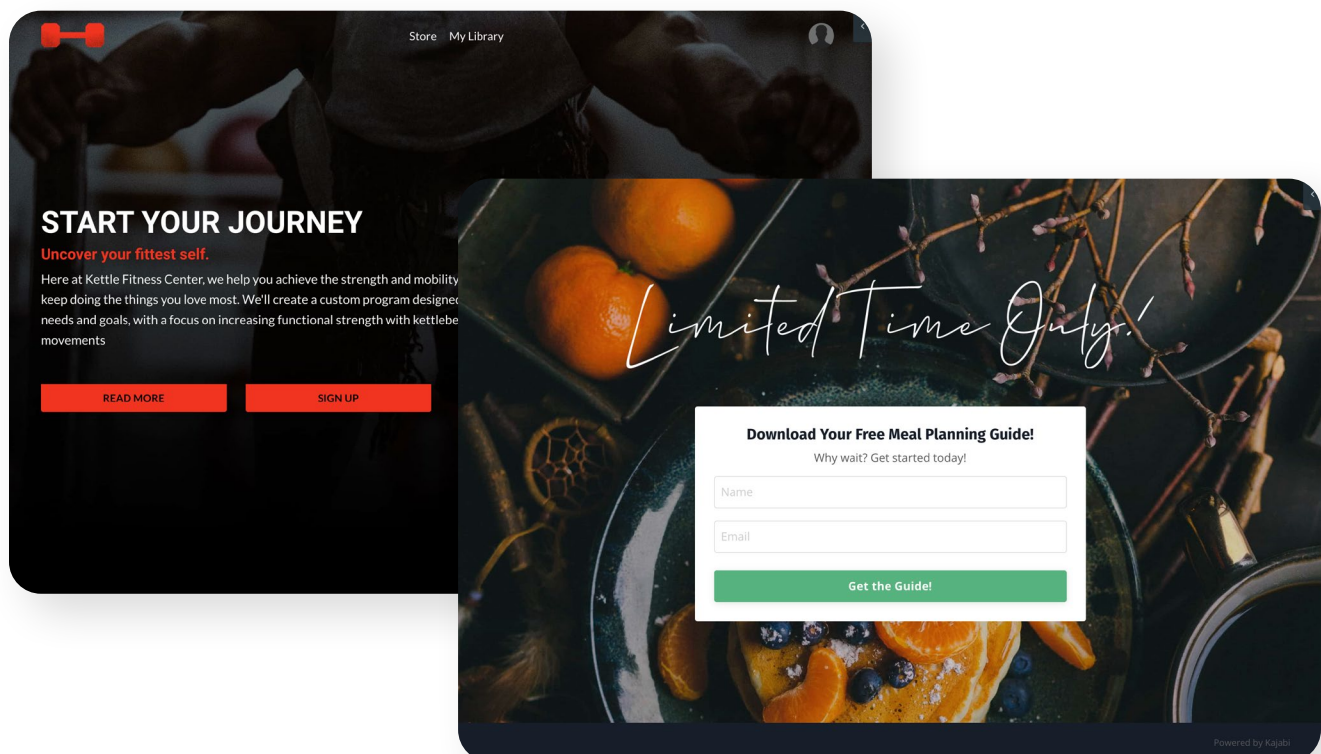 Store My Library
START YOUR JOURNEY
Uncover your fittest self.
Here at Kettle Fitness Center, we help you achieve the strength and mobility
keep doing the things you love most. We'll create a custom program designed
needs and goals, with a focus on increasing functional strength with
movements
READ MORE
SIGN UP
Limited Time Only!
Download Your Free Meal Planning Guide!
Why wait? Get started today!
Name
Email
Get the Guide!
Powered by Kajabi